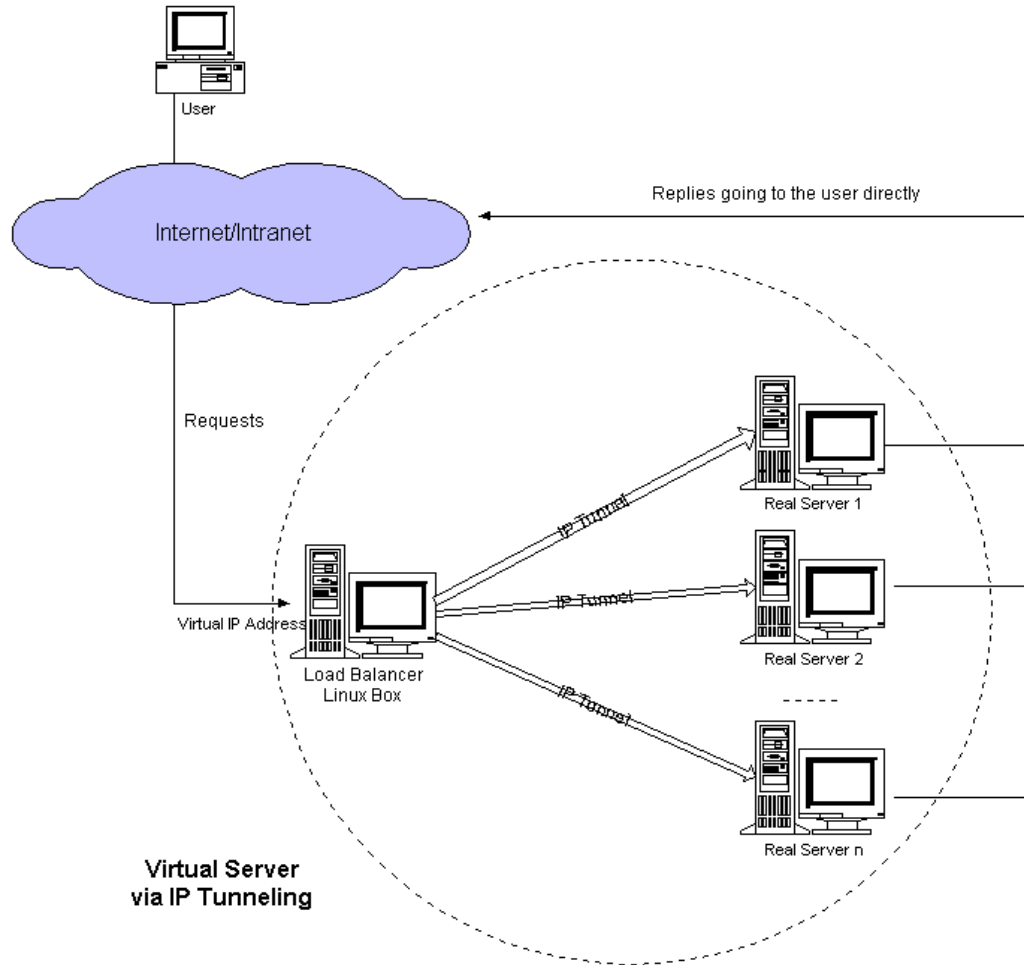 User
Replies going to the user directly
Internet/Intranet
Requests
IP Tunnel
Real Server 1
IP Tunnel
Virtual IP Address
Real Server 2
Load Balancer
Linux Box
IP Tunnel
Real Server n
Virtual Server
via IP Tunneling